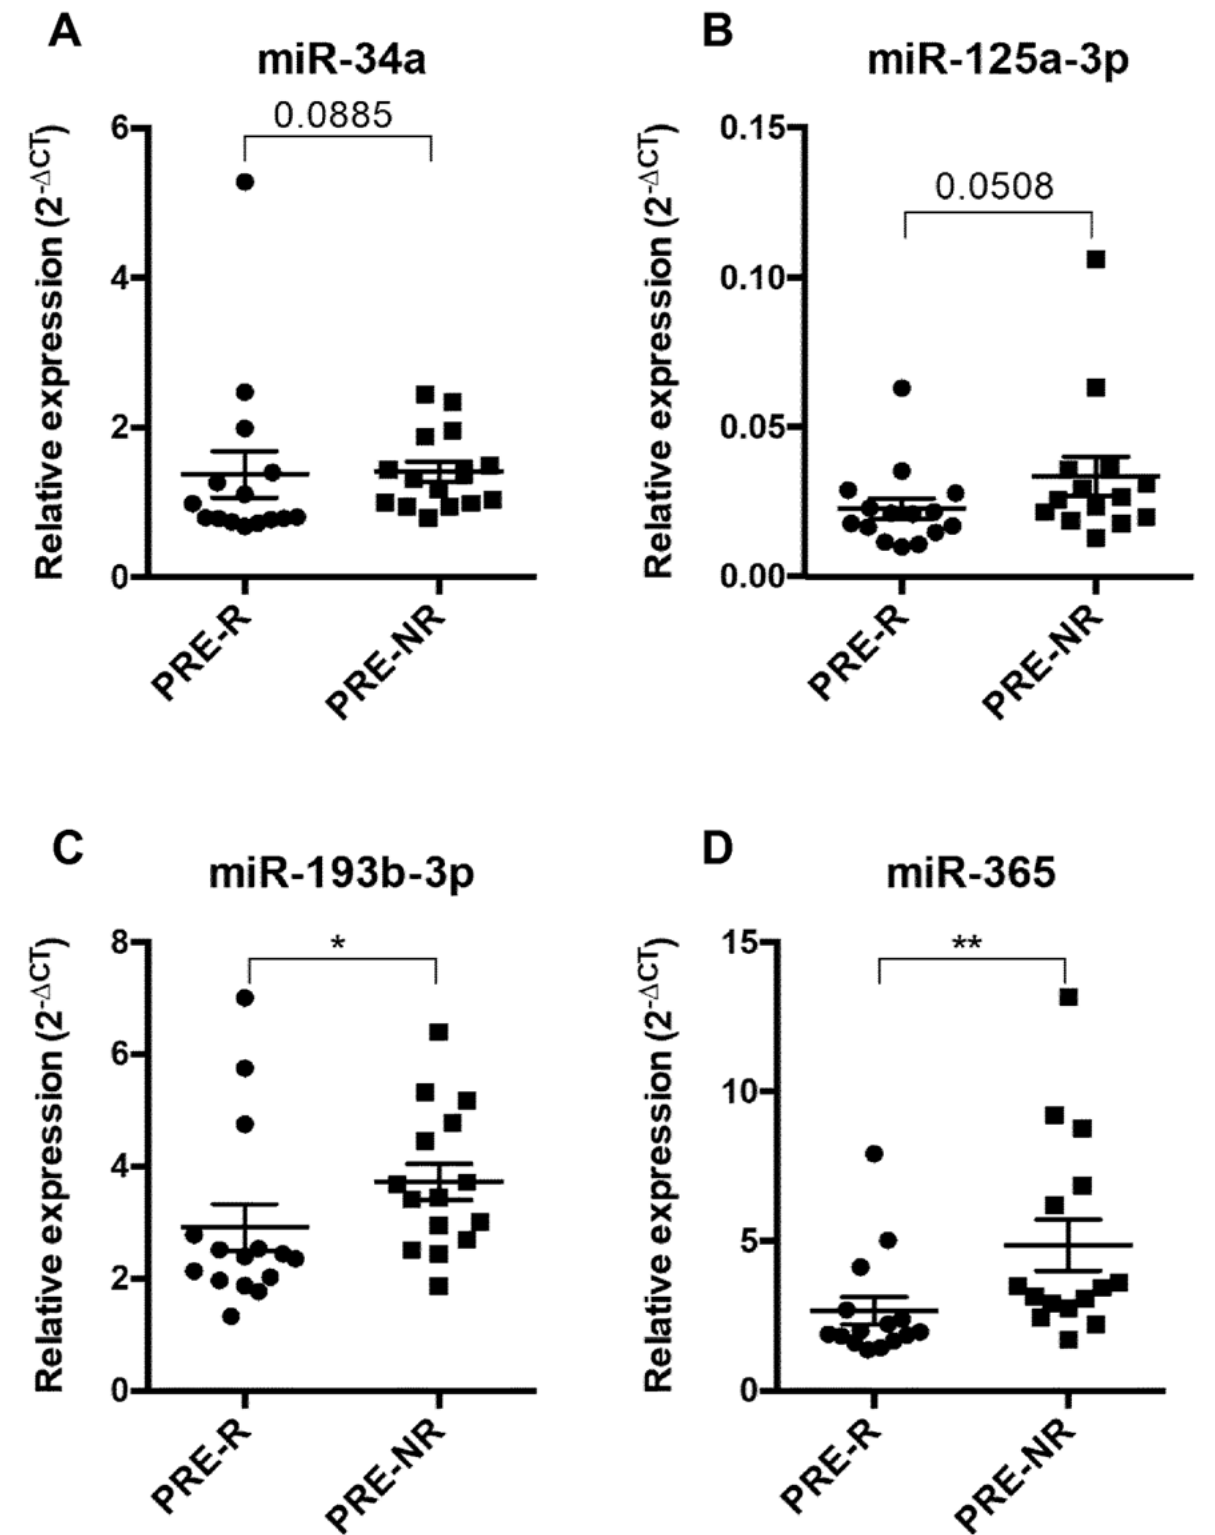 A
miR-34a
0.0885
Relative expression (2-ΔCT)
6
4
2
0
PRE-R
PRE-NR
B
miR-125a-3p
0.0508
Relative expression (2-ΔCT)
0.15
0.10
0.05
0.00
PRE-R
PRE-NR
C
miR-193b-3p
*
Relative expression (2-ΔCT)
8
6
4
2
0
PRE-R
PRE-NR
D
miR-365
**
Relative expression (2-ΔCT)
15
10
5
0
PRE-R
PRE-NR